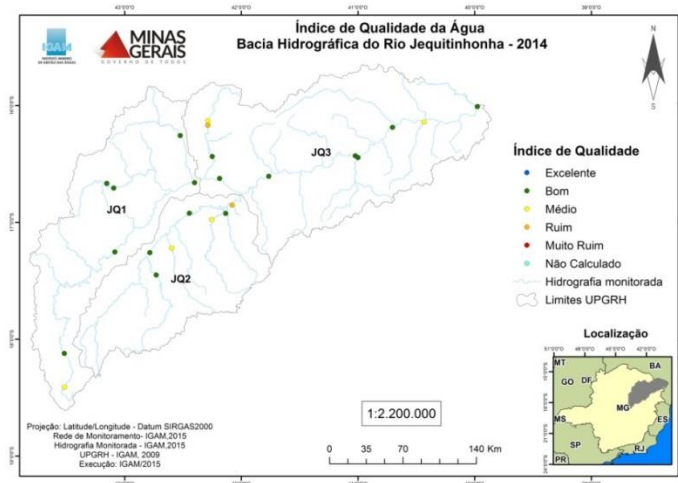 IGAM
MINAS
GERAIS
GOVERNO DE TODOS
Índice de Qualidade da Água
Bacia Hidrográfica do Rio Jequitinhonha - 2014
N
S
JQ1
JQ2
JQ3
Índice de Qualidade
Excelente
Bom
Médio
Ruim
Muito Ruim
Não Calculado
Hidrografia monitorada
Limites UPGRH
Localização
MT
BA
GO
DF
MG
MS
ES
SP
RJ
PR
1:2.200.000
0 35 70 140 Km
Projeção: Latitude/Longitude - Datum SIRGAS2000
Rede de Monitoramento- IGAM,2015
Hidrografia Monitorada - IGAM,2015
UPGRH - IGAM, 2009
Execução: IGAM/2015